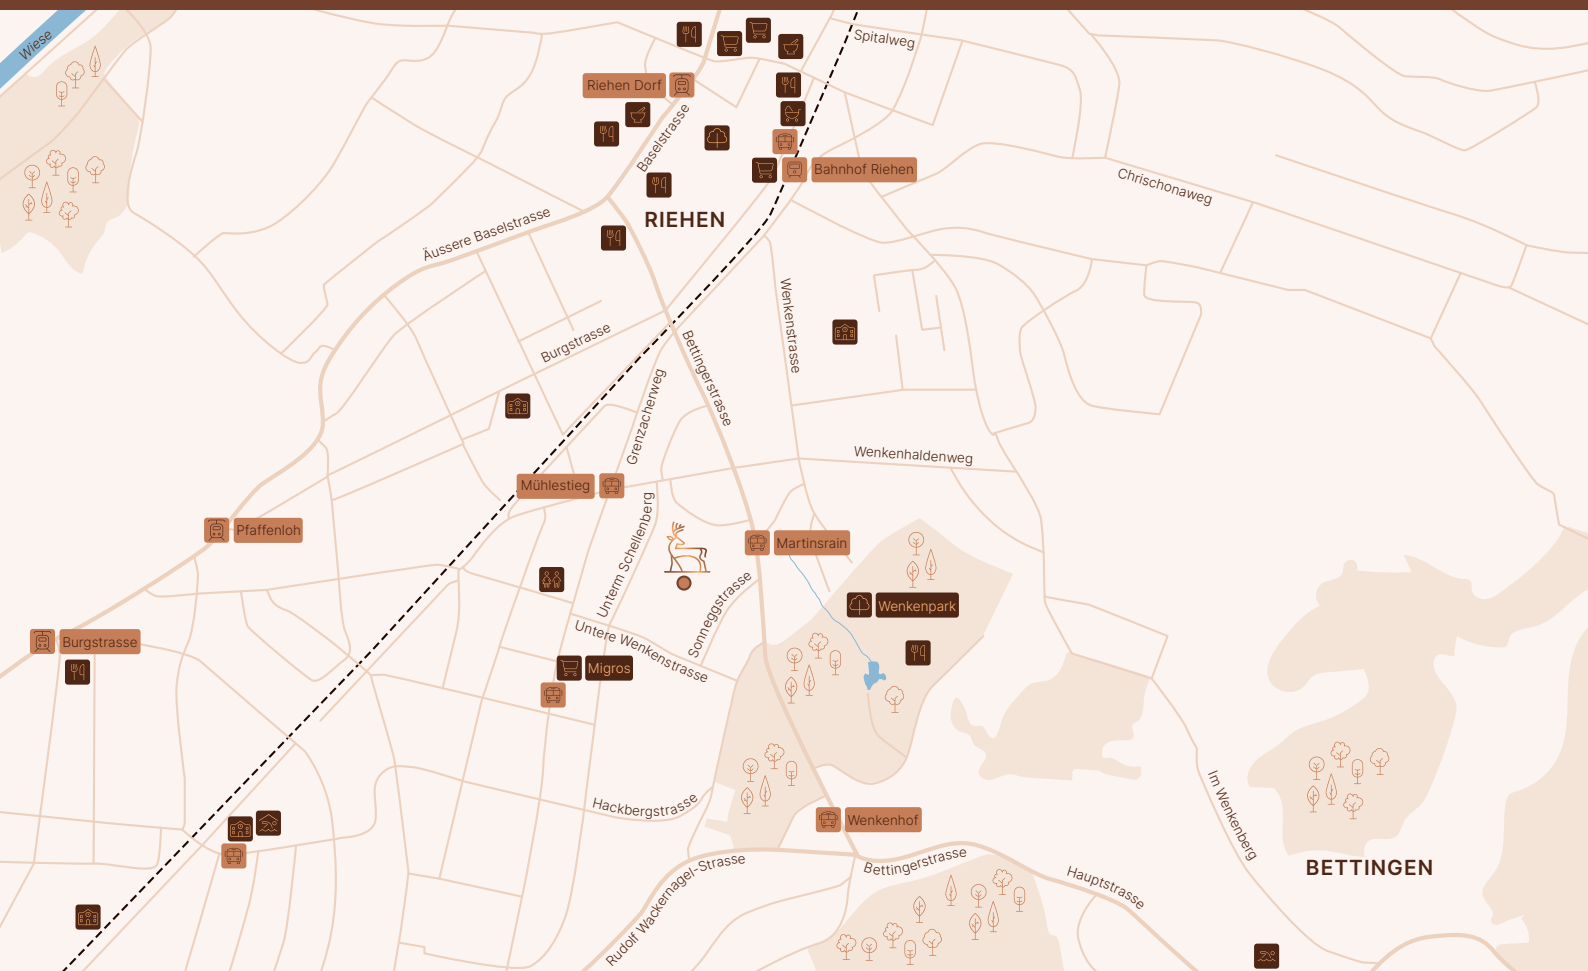 Wiese
Spitalweg
Riehen Dorf
Baselstrasse
Bahnhof Riehen
Chrischonaweg
RIEHEN
Äussere Baselstrasse
Wenkenstrasse
Burgstrasse
Bettingerstrasse
Grenzacherweg
Wenkenhaldenweg
Mühlestieg
Pfaffenloh
Unterm Schellenberg
Martinsrain
Sonneggstrasse
Wenkenpark
Burgstrasse
Untere Wenkenstrasse
Migros
Hackbergstrasse
Wenkenhof
Im Wenkenberg
Rudolf Wackernagel-Strasse
Bettingerstrasse
Hauptstrasse
BETTINGEN